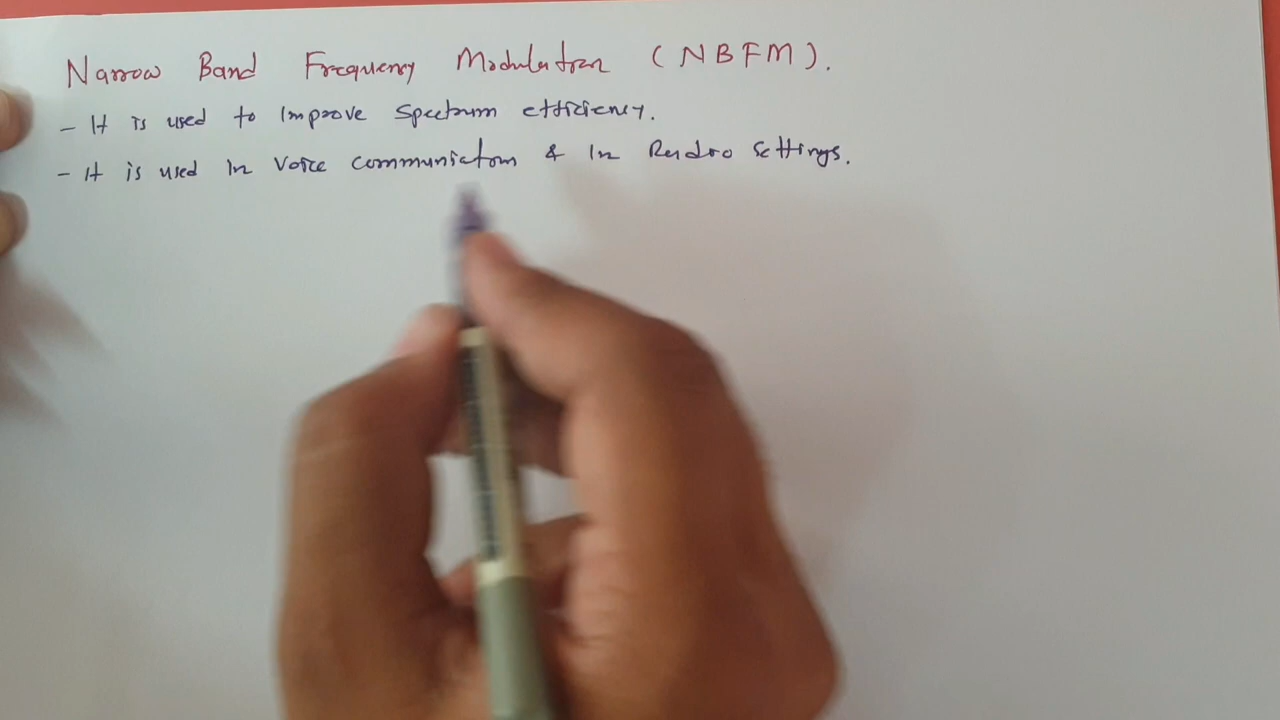 Narrow Band Frequency Modulation (NBFM).
- It is used to improve spectrum efficiency.
- It is used in voice communication & in Radio settings.